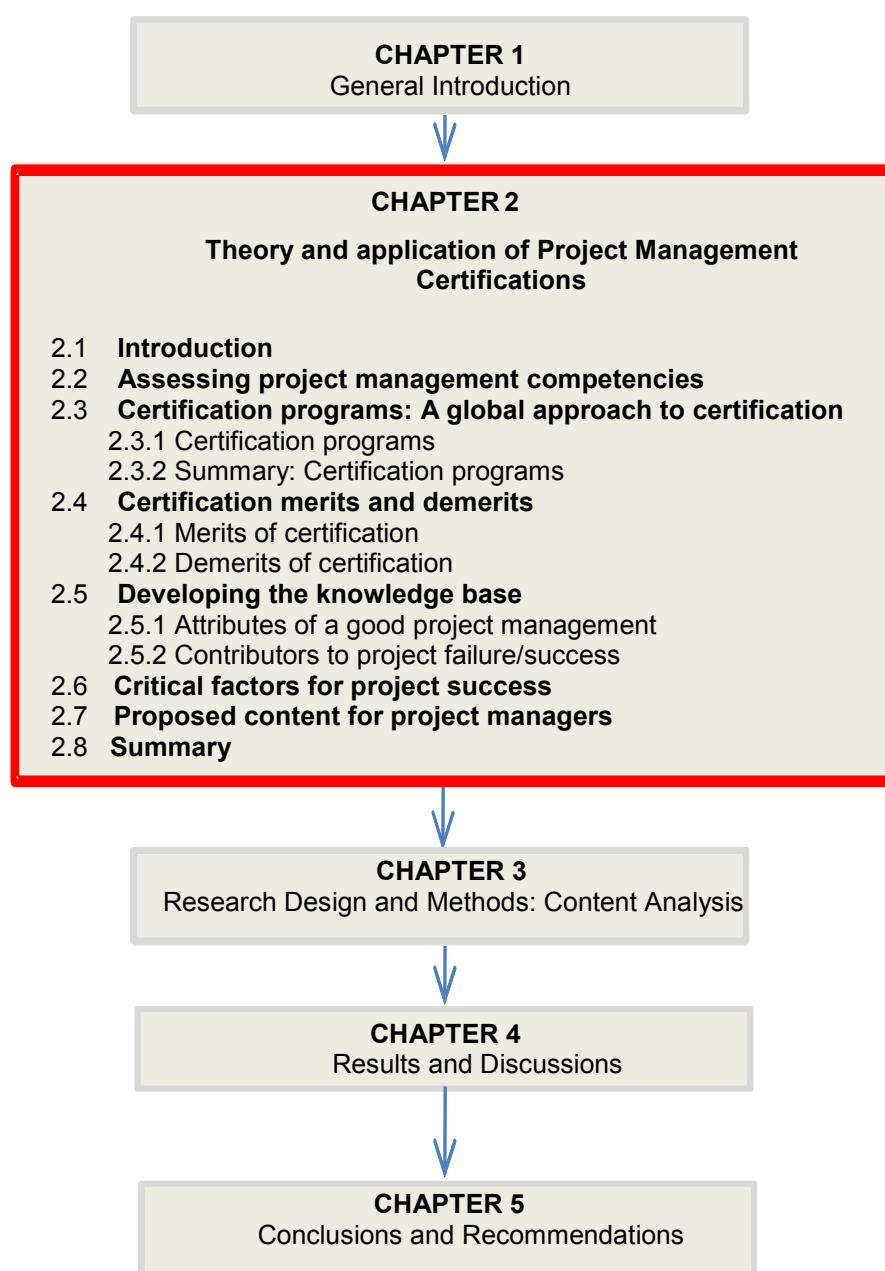 CHAPTER 1
General Introduction
CHAPTER 2
Theory and application of Project Management
Certifications
2.1 Introduction
2.2 Assessing project management competencies
2.3 Certification programs: A global approach to certification
2.3.1 Certification programs
2.3.2 Summary: Certification programs
2.4 Certification merits and demerits
2.4.1 Merits of certification
2.4.2 Demerits of certification
2.5 Developing the knowledge base
2.5.1 Attributes of a good project management
2.5.2 Contributors to project failure/success
2.6 Critical factors for project success
2.7 Proposed content for project managers
2.8 Summary
CHAPTER 3
Research Design and Methods: Content Analysis
CHAPTER 4
Results and Discussions
CHAPTER 5
Conclusions and Recommendations